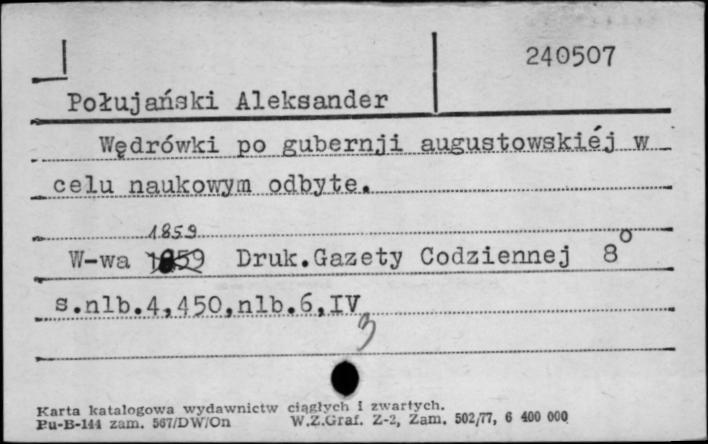 240507
Połujański Aleksander
Wędrówki po gubernji augustowskiéj w
celu naukowym odbyte.
1859
W-wa 1859 Druk.Gazety Codziennej 8°
s.nlb.4,450,nlb.6,IV
3
Karta katalogowa wydawnictw ciągłych i zwartych.
Pu-B-144 zam. 567/DW/On W.Z.Graf. Z-2, Zam. 502/77, 6 400 000